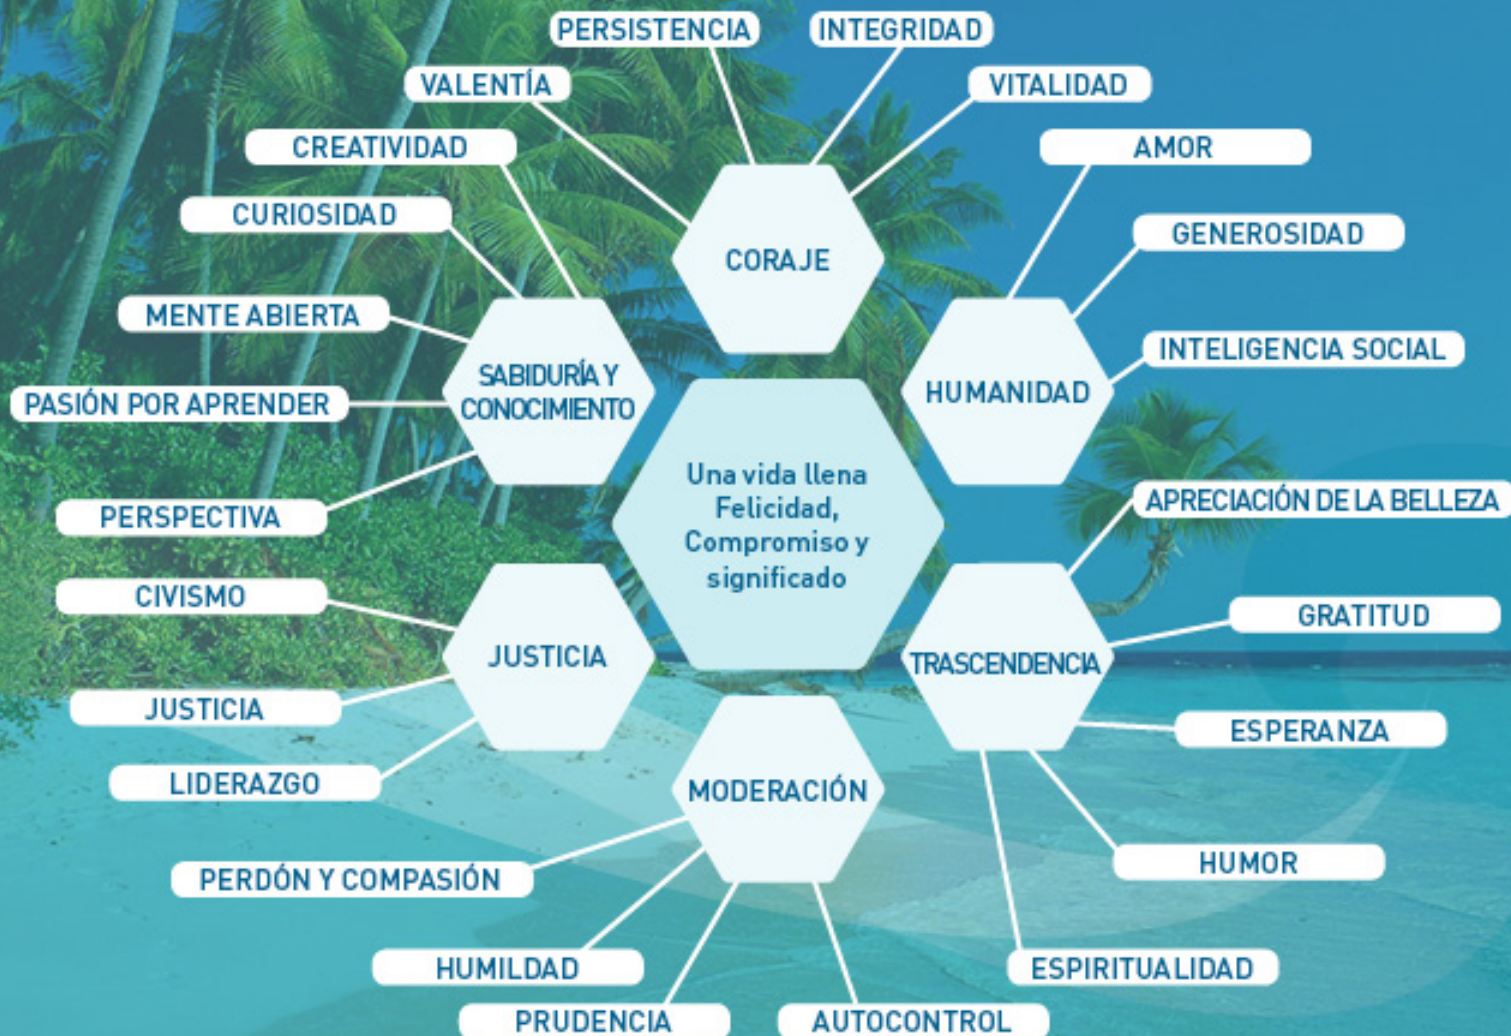 PERSISTENCIA
INTEGRIDAD
VALENTÍA
VITALIDAD
CREATIVIDAD
AMOR
CURIOSIDAD
GENEROSIDAD
CORAJE
MENTE ABIERTA
INTELIGENCIA SOCIAL
SABIDURÍA Y
CONOCIMIENTO
HUMANIDAD
PASIÓN POR APRENDER
Una vida llena
Felicidad,
Compromiso y
significado
PERSPECTIVA
APRECIACIÓN DE LA BELLEZA
CIVISMO
GRATITUD
JUSTICIA
TRASCENDENCIA
JUSTICIA
ESPERANZA
LIDERAZGO
MODERACIÓN
HUMOR
PERDÓN Y COMPASIÓN
HUMILDAD
ESPIRITUALIDAD
PRUDENCIA
AUTOCONTROL